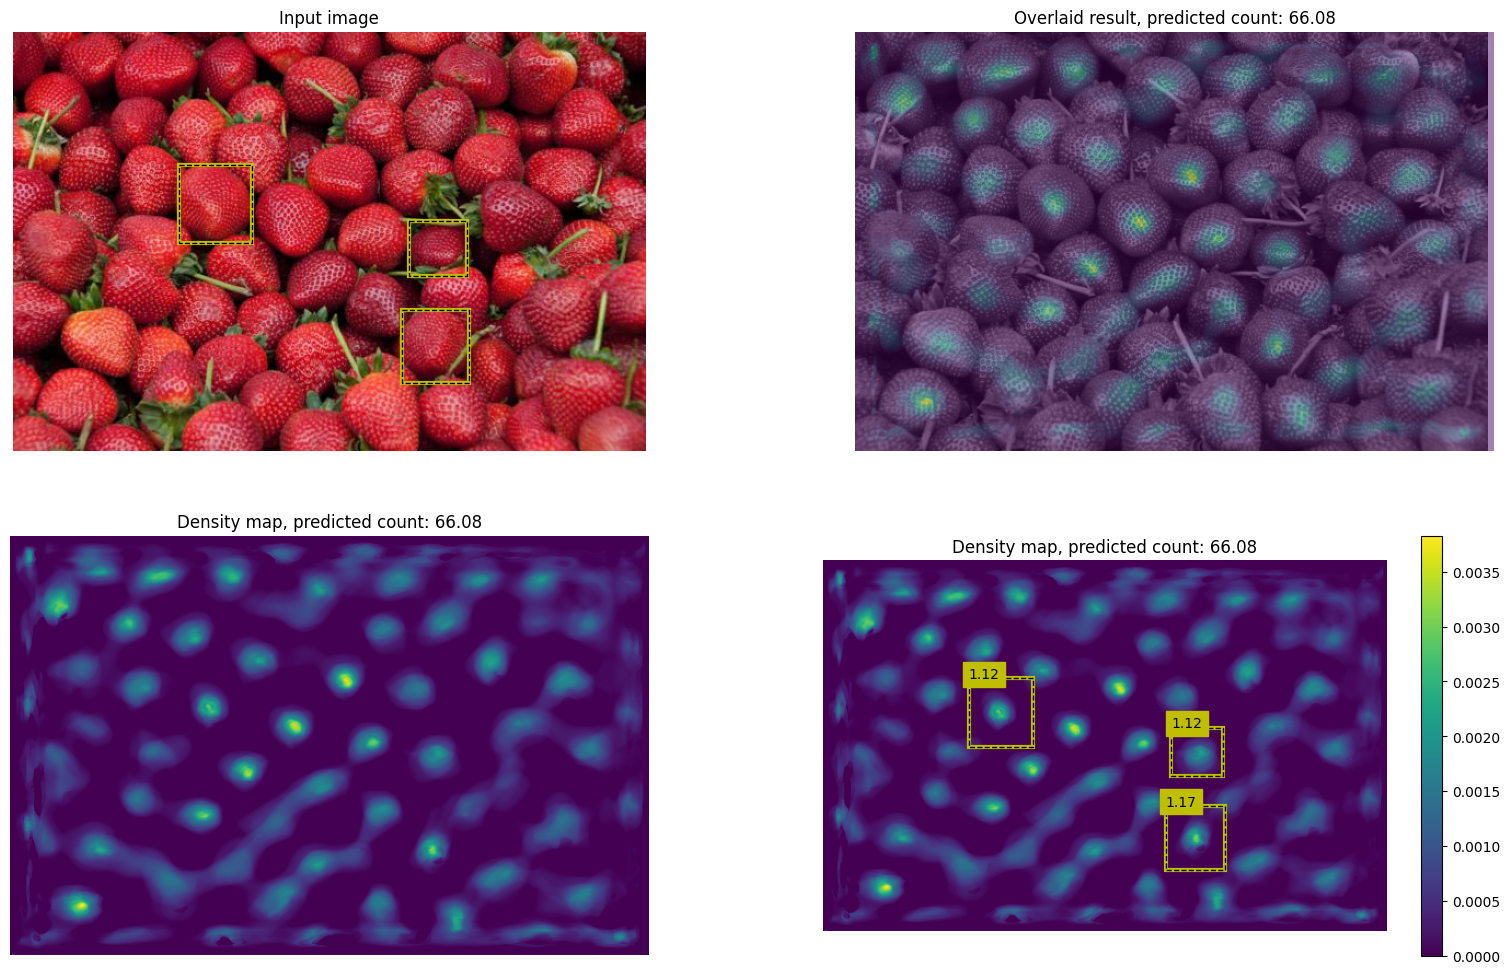 Input image
Overlaid result, predicted count: 66.08
Density map, predicted count: 66.08
Density map, predicted count: 66.08
1.12
1.12
1.17
0.0035
0.0030
0.0025
0.0020
0.0015
0.0010
0.0005
0.0000